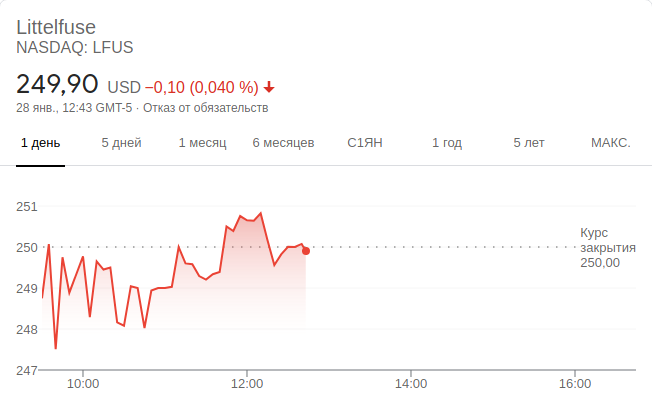 Littelfuse
NASDAQ: LFUS
249,90 USD −0,10 (0,040 %)
28 янв., 12:43 GMT-5 · Отказ от обязательств
1 день 5 дней 1 месяц 6 месяцев С1ЯН 1 год 5 лет МАКС.
251
250
249
248
247
Курс
закрытия
250,00
10:00 12:00 14:00 16:00